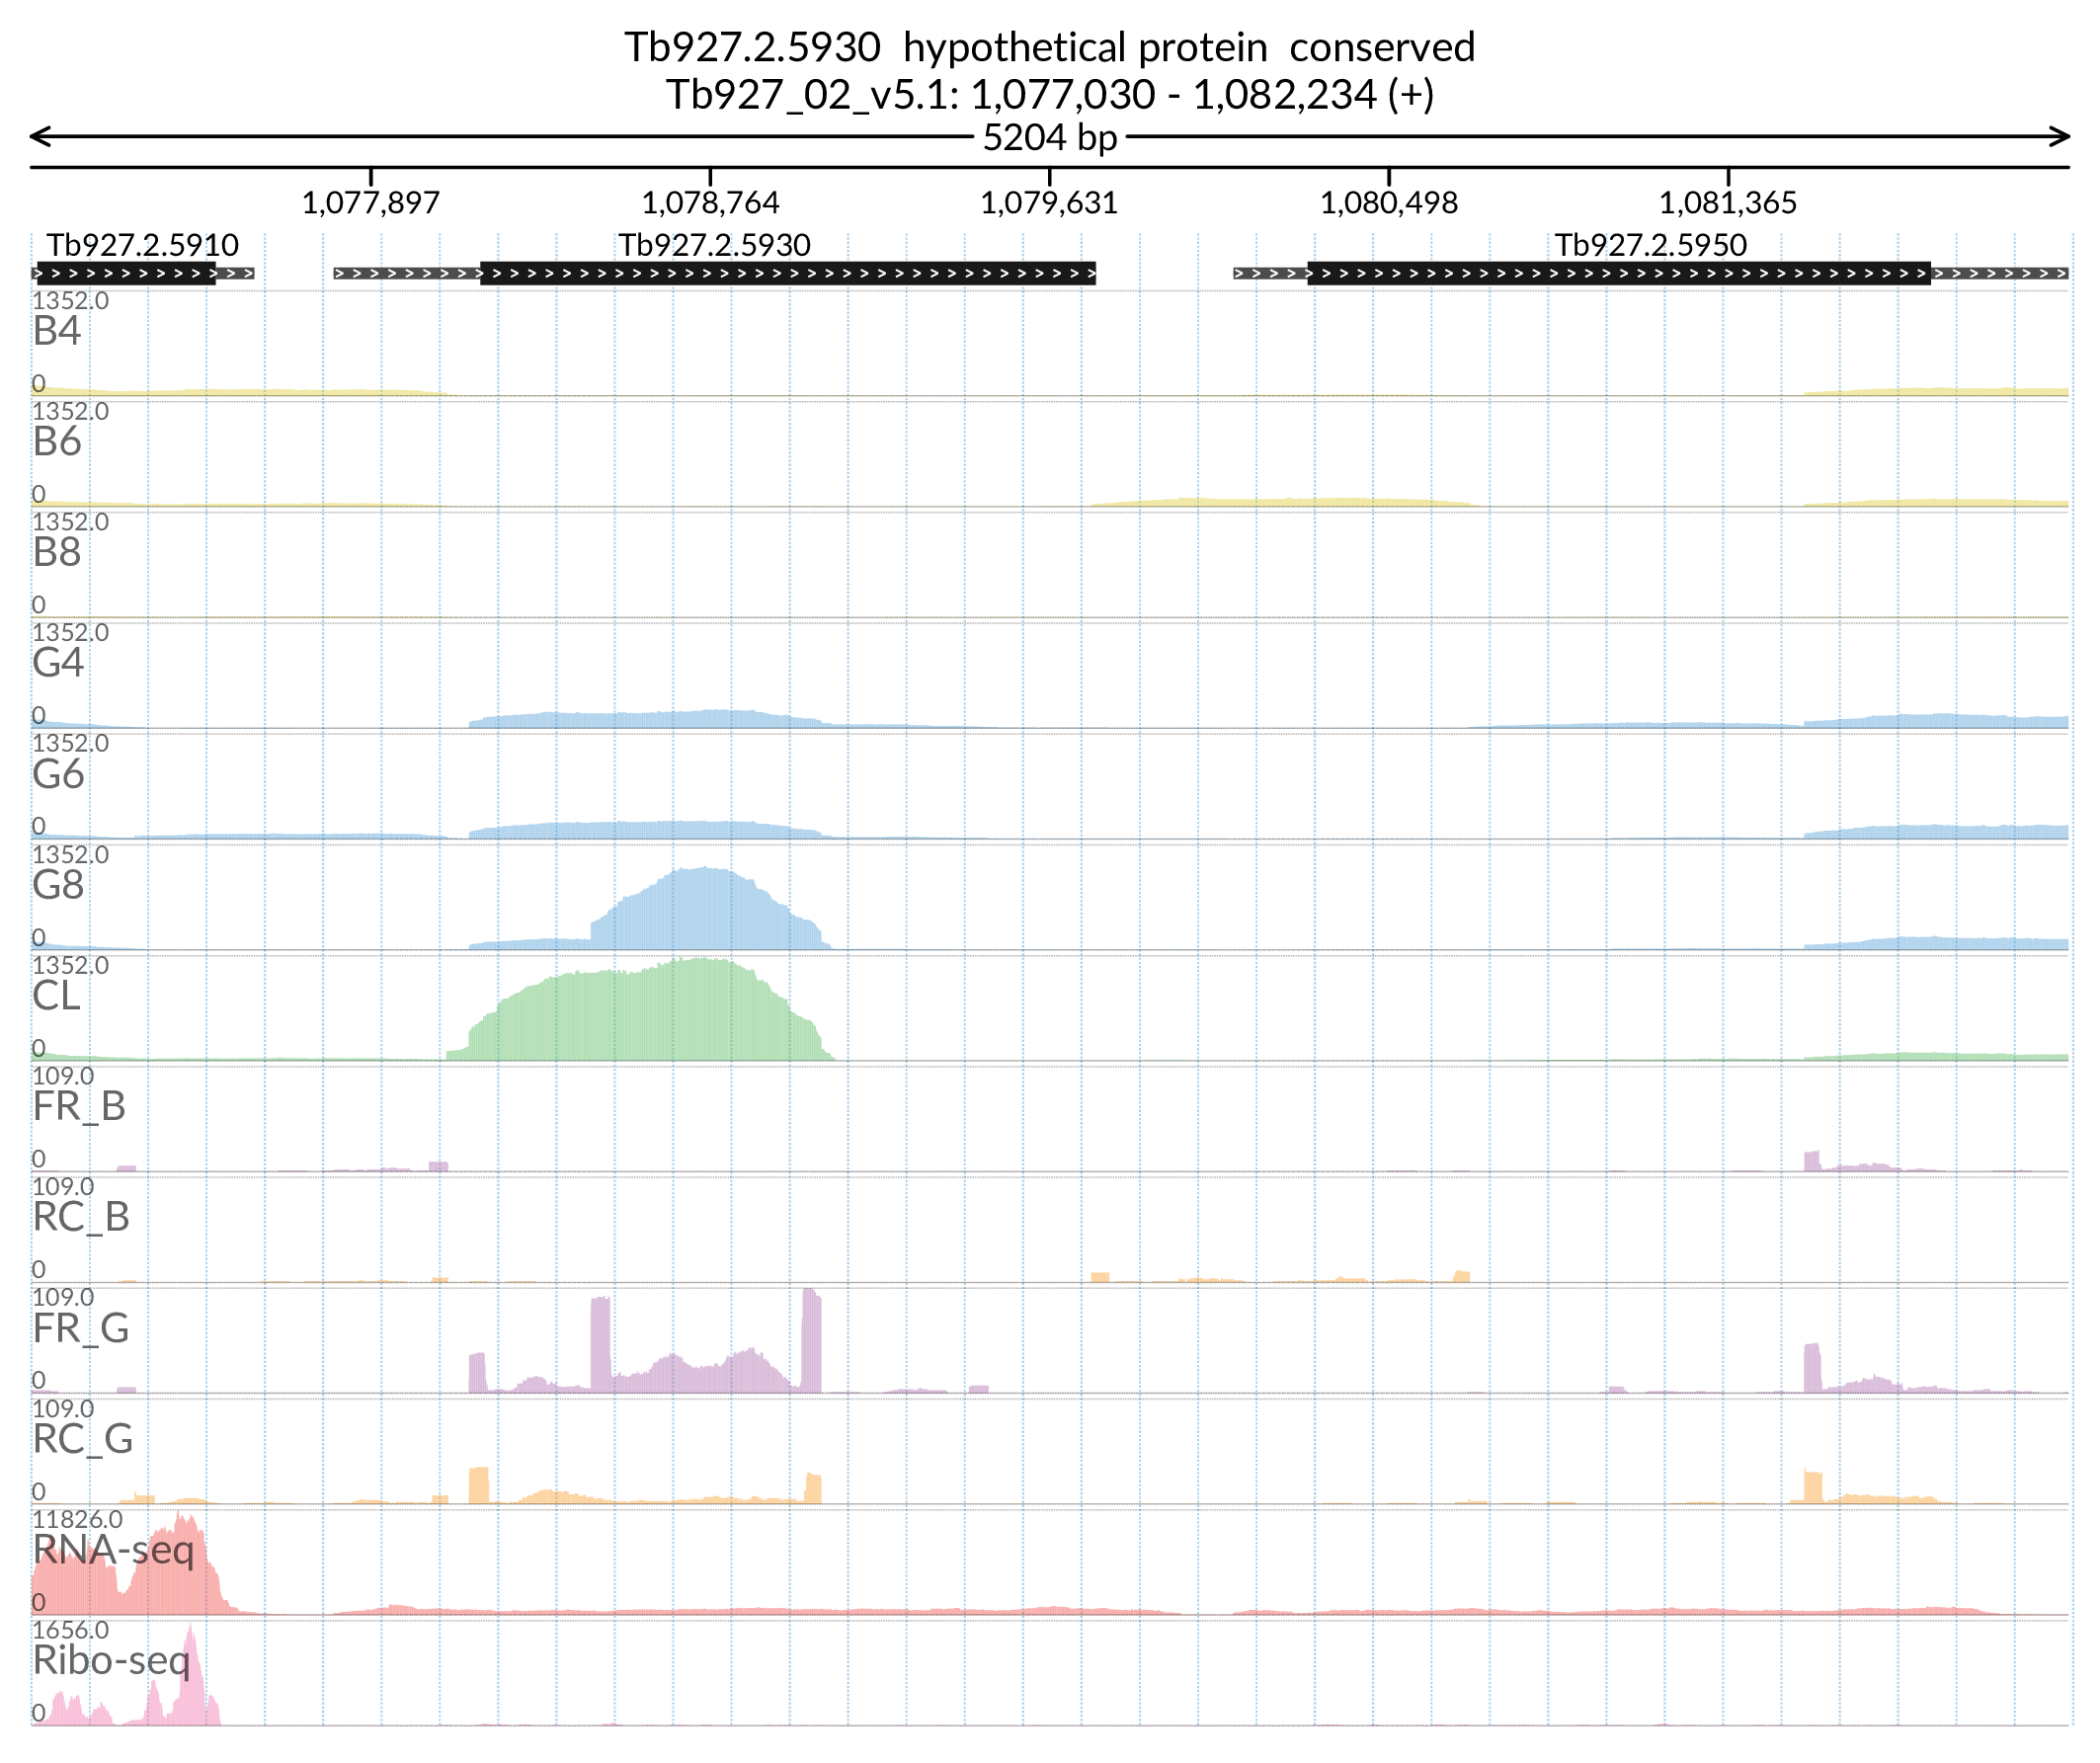 Tb927.2.5930 hypothetical protein conserved
Tb927_02_v5.1: 1,077,030 - 1,082,234 (+)
5204 bp
1,077,897 1,078,764 1,079,631 1,080,498 1,081,365
Tb927.2.5910 Tb927.2.5930 Tb927.2.5950
1352.0
B4
0
1352.0
B6
0
1352.0
B8
0
1352.0
G4
0
1352.0
G6
0
1352.0
G8
0
1352.0
CL
0
109.0
FR_B
0
109.0
RC_B
0
109.0
FR_G
0
109.0
RC_G
0
11826.0
RNA-seq
0
1656.0
Ribo-seq
0